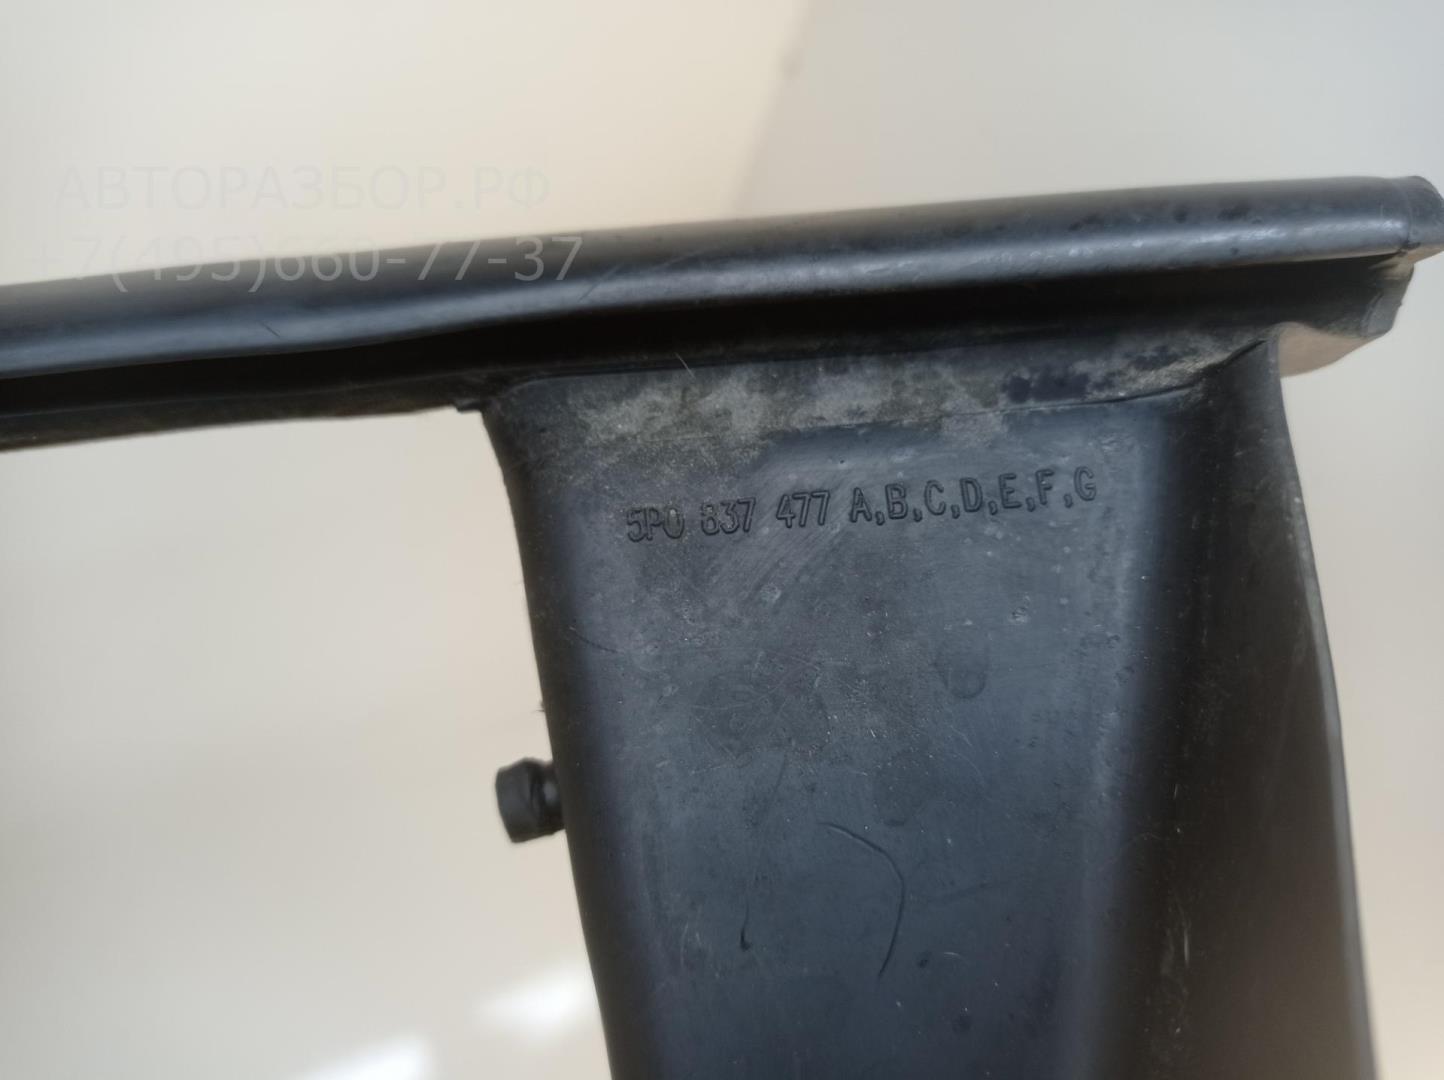 АВТОРАЗБОР.РФ
+7(495)660-77-37
5P0 837 477 A,B,C,D,E,F,G